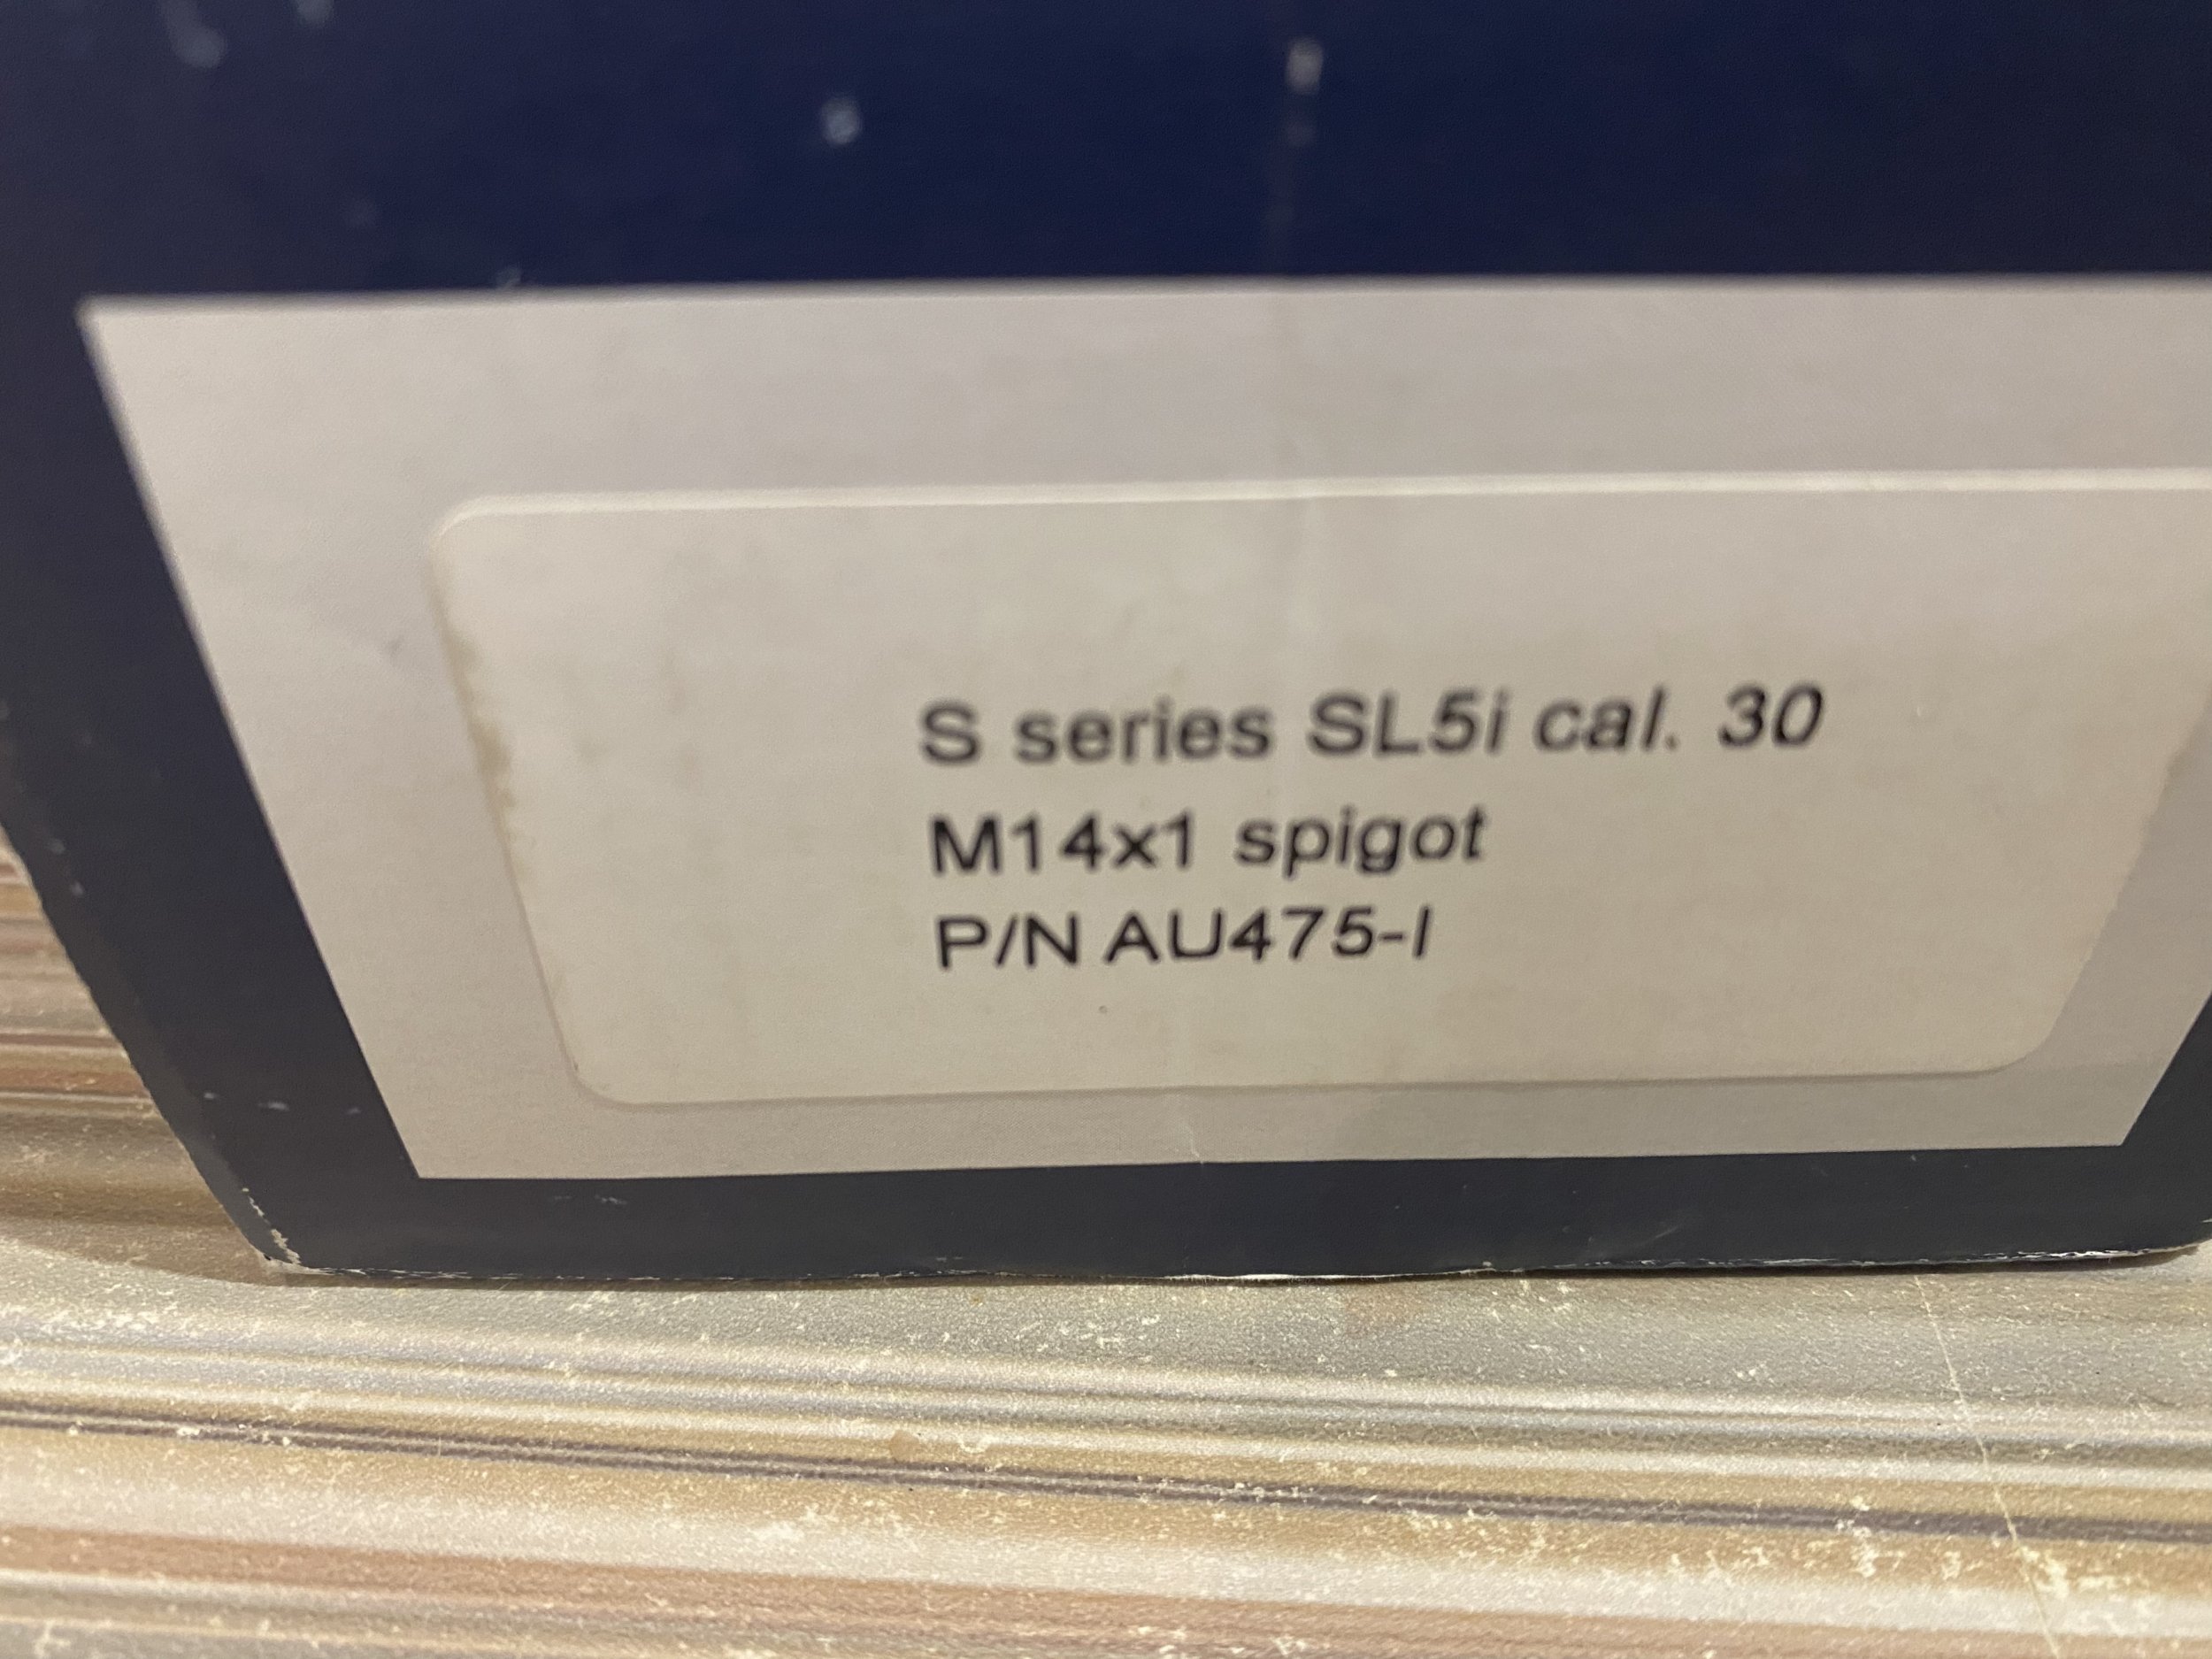 S series SL5i cal. 30
M14x1 spigot
P/N AU475-I